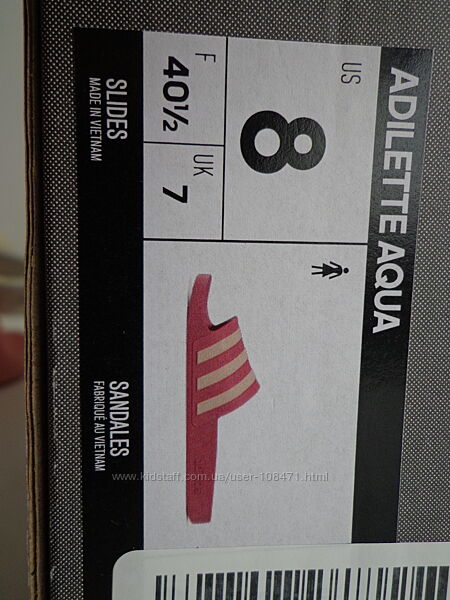 ADILETTE AQUA
US
8
F
40½
UK
7
SLIDES
MADE IN VIETNAM
SANDALES
FABRIQUÉ AU VIETNAM
www.kidstaff.com.ua/user-108471.html